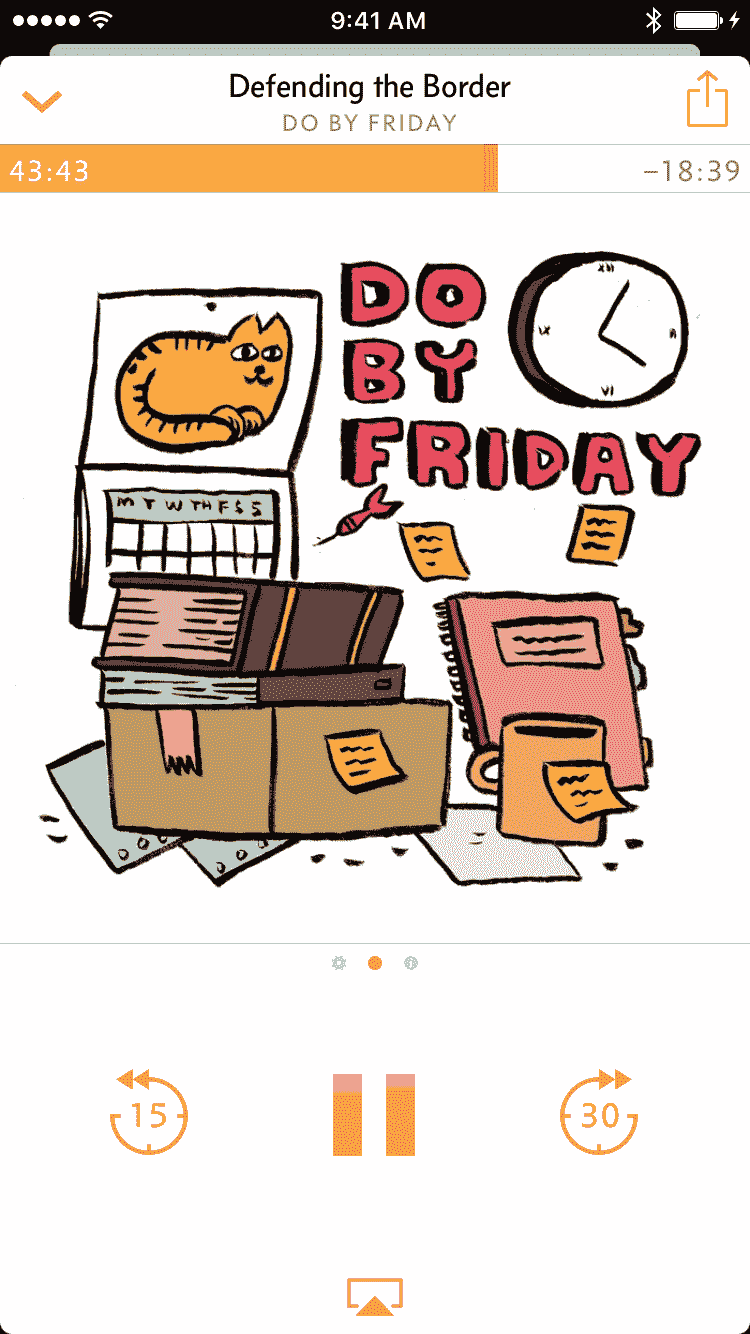 9:41 AM
Defending the Border
DO BY FRIDAY
43:43
–18:39
DO
BY
FRIDAY
XII
III
VI
IX
M T W TH F S S
15
30